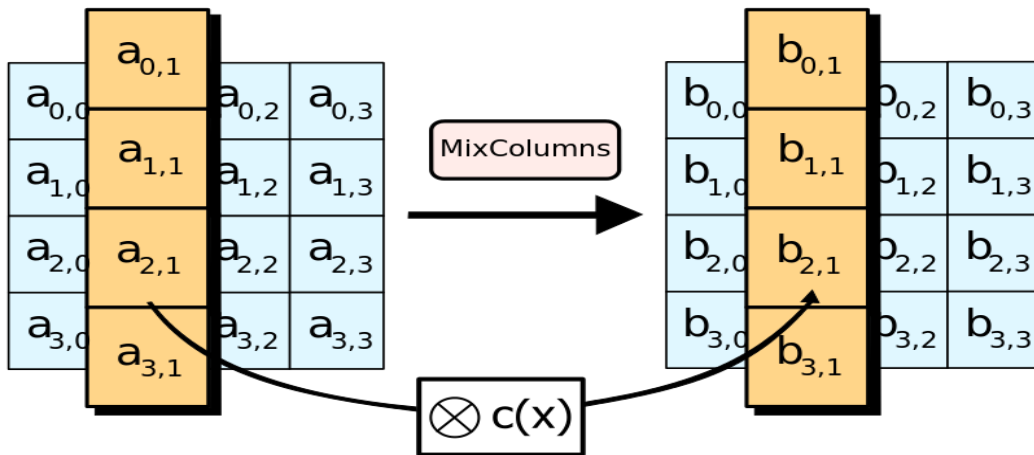 a0,0 a0,1 a0,2 a0,3
a1,0 a1,1 a1,2 a1,3
a2,0 a2,1 a2,2 a2,3
a3,0 a3,1 a3,2 a3,3
MixColumns
b0,0 b0,1 b0,2 b0,3
b1,0 b1,1 b1,2 b1,3
b2,0 b2,1 b2,2 b2,3
b3,0 b3,1 b3,2 b3,3
⊗ c(x)